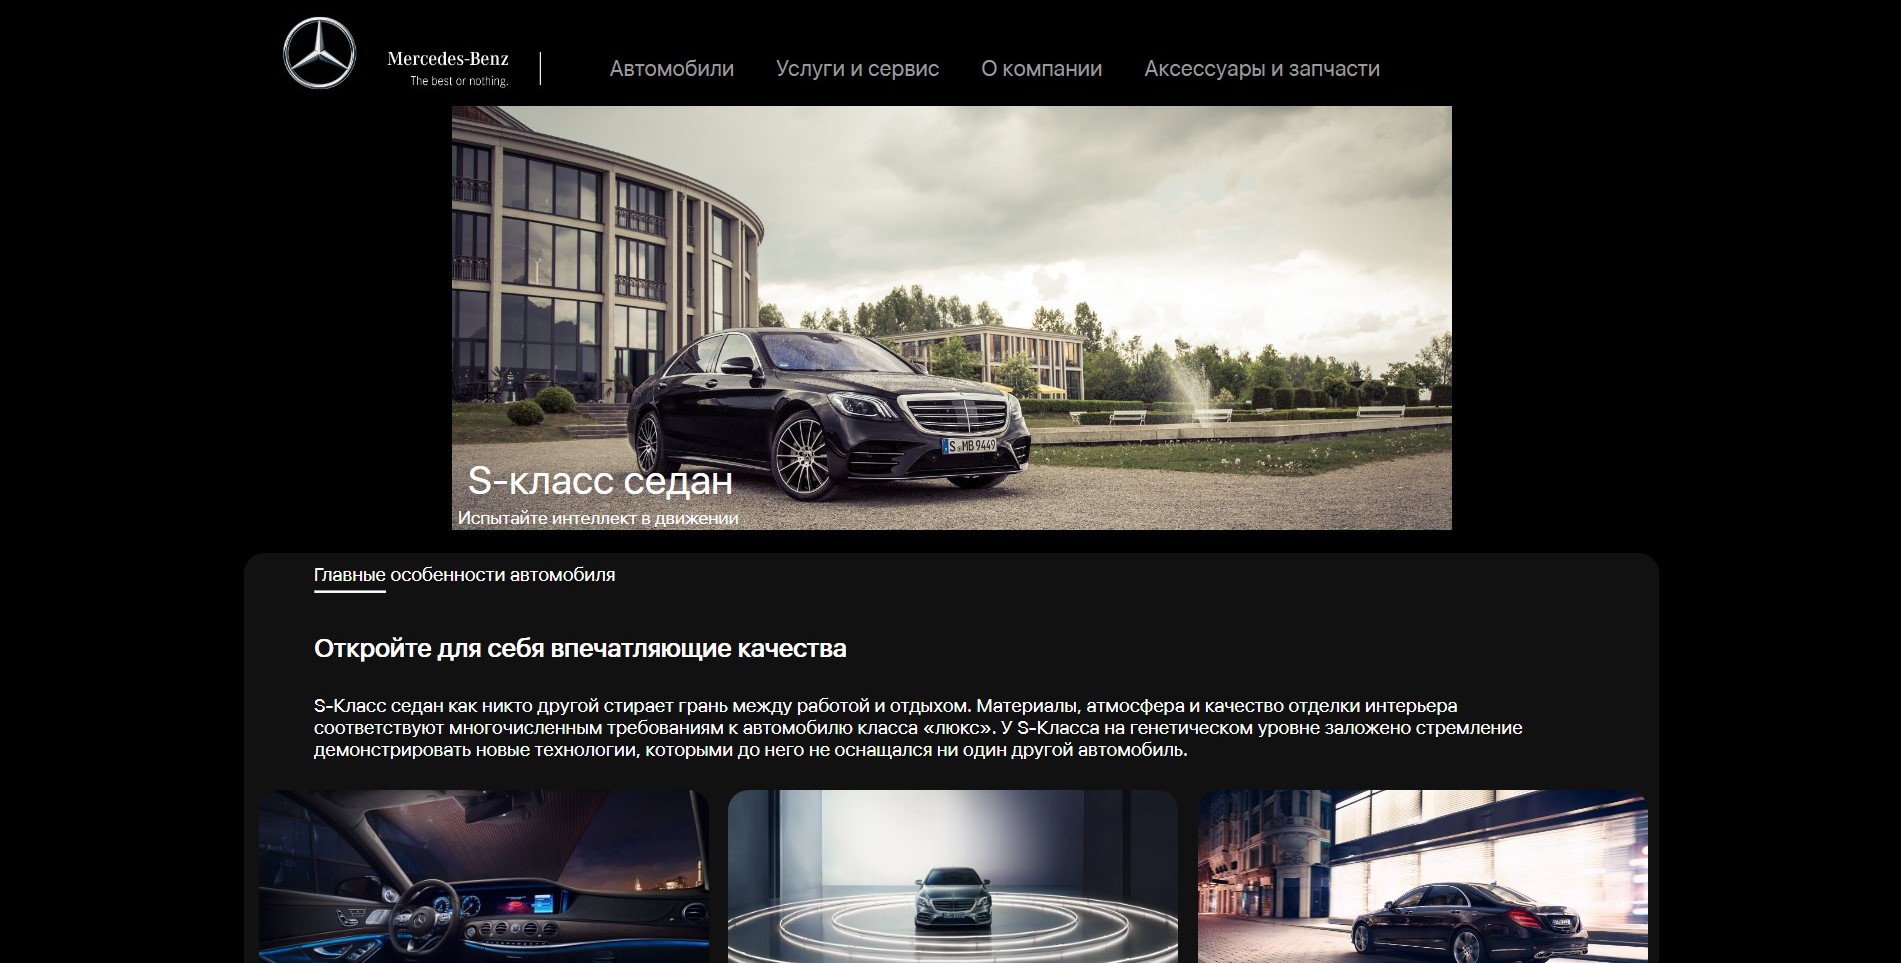 Mercedes-Benz
The best or nothing.
Автомобили Услуги и сервис О компании Аксессуары и запчасти
S-MB 9449
S-класс седан
Испытайте интеллект в движении
Главные особенности автомобиля
Откройте для себя впечатляющие качества
S-Класс седан как никто другой стирает грань между работой и отдыхом. Материалы, атмосфера и качество отделки интерьера
соответствуют многочисленным требованиям к автомобилю класса «люкс». У S-Класса на генетическом уровне заложено стремление
демонстрировать новые технологии, которыми до него не оснащался ни один другой автомобиль.